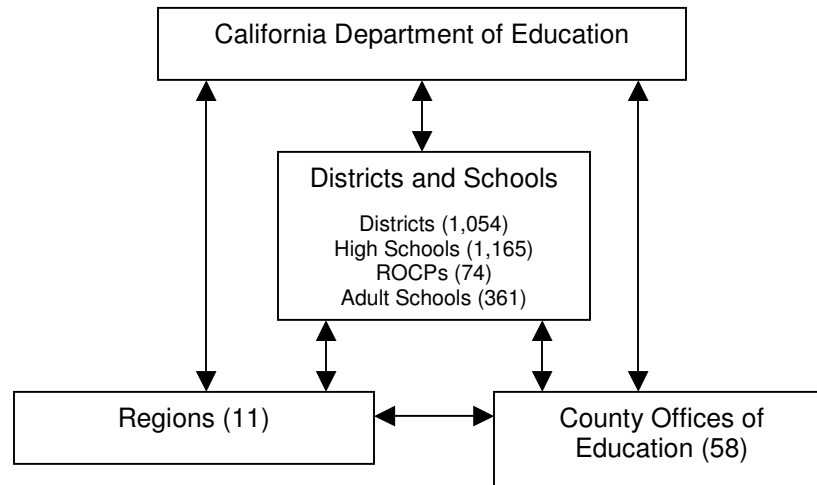 California Department of Education
Districts and Schools
Districts (1,054)
High Schools (1,165)
ROCPs (74)
Adult Schools (361)
Regions (11)
County Offices of
Education (58)